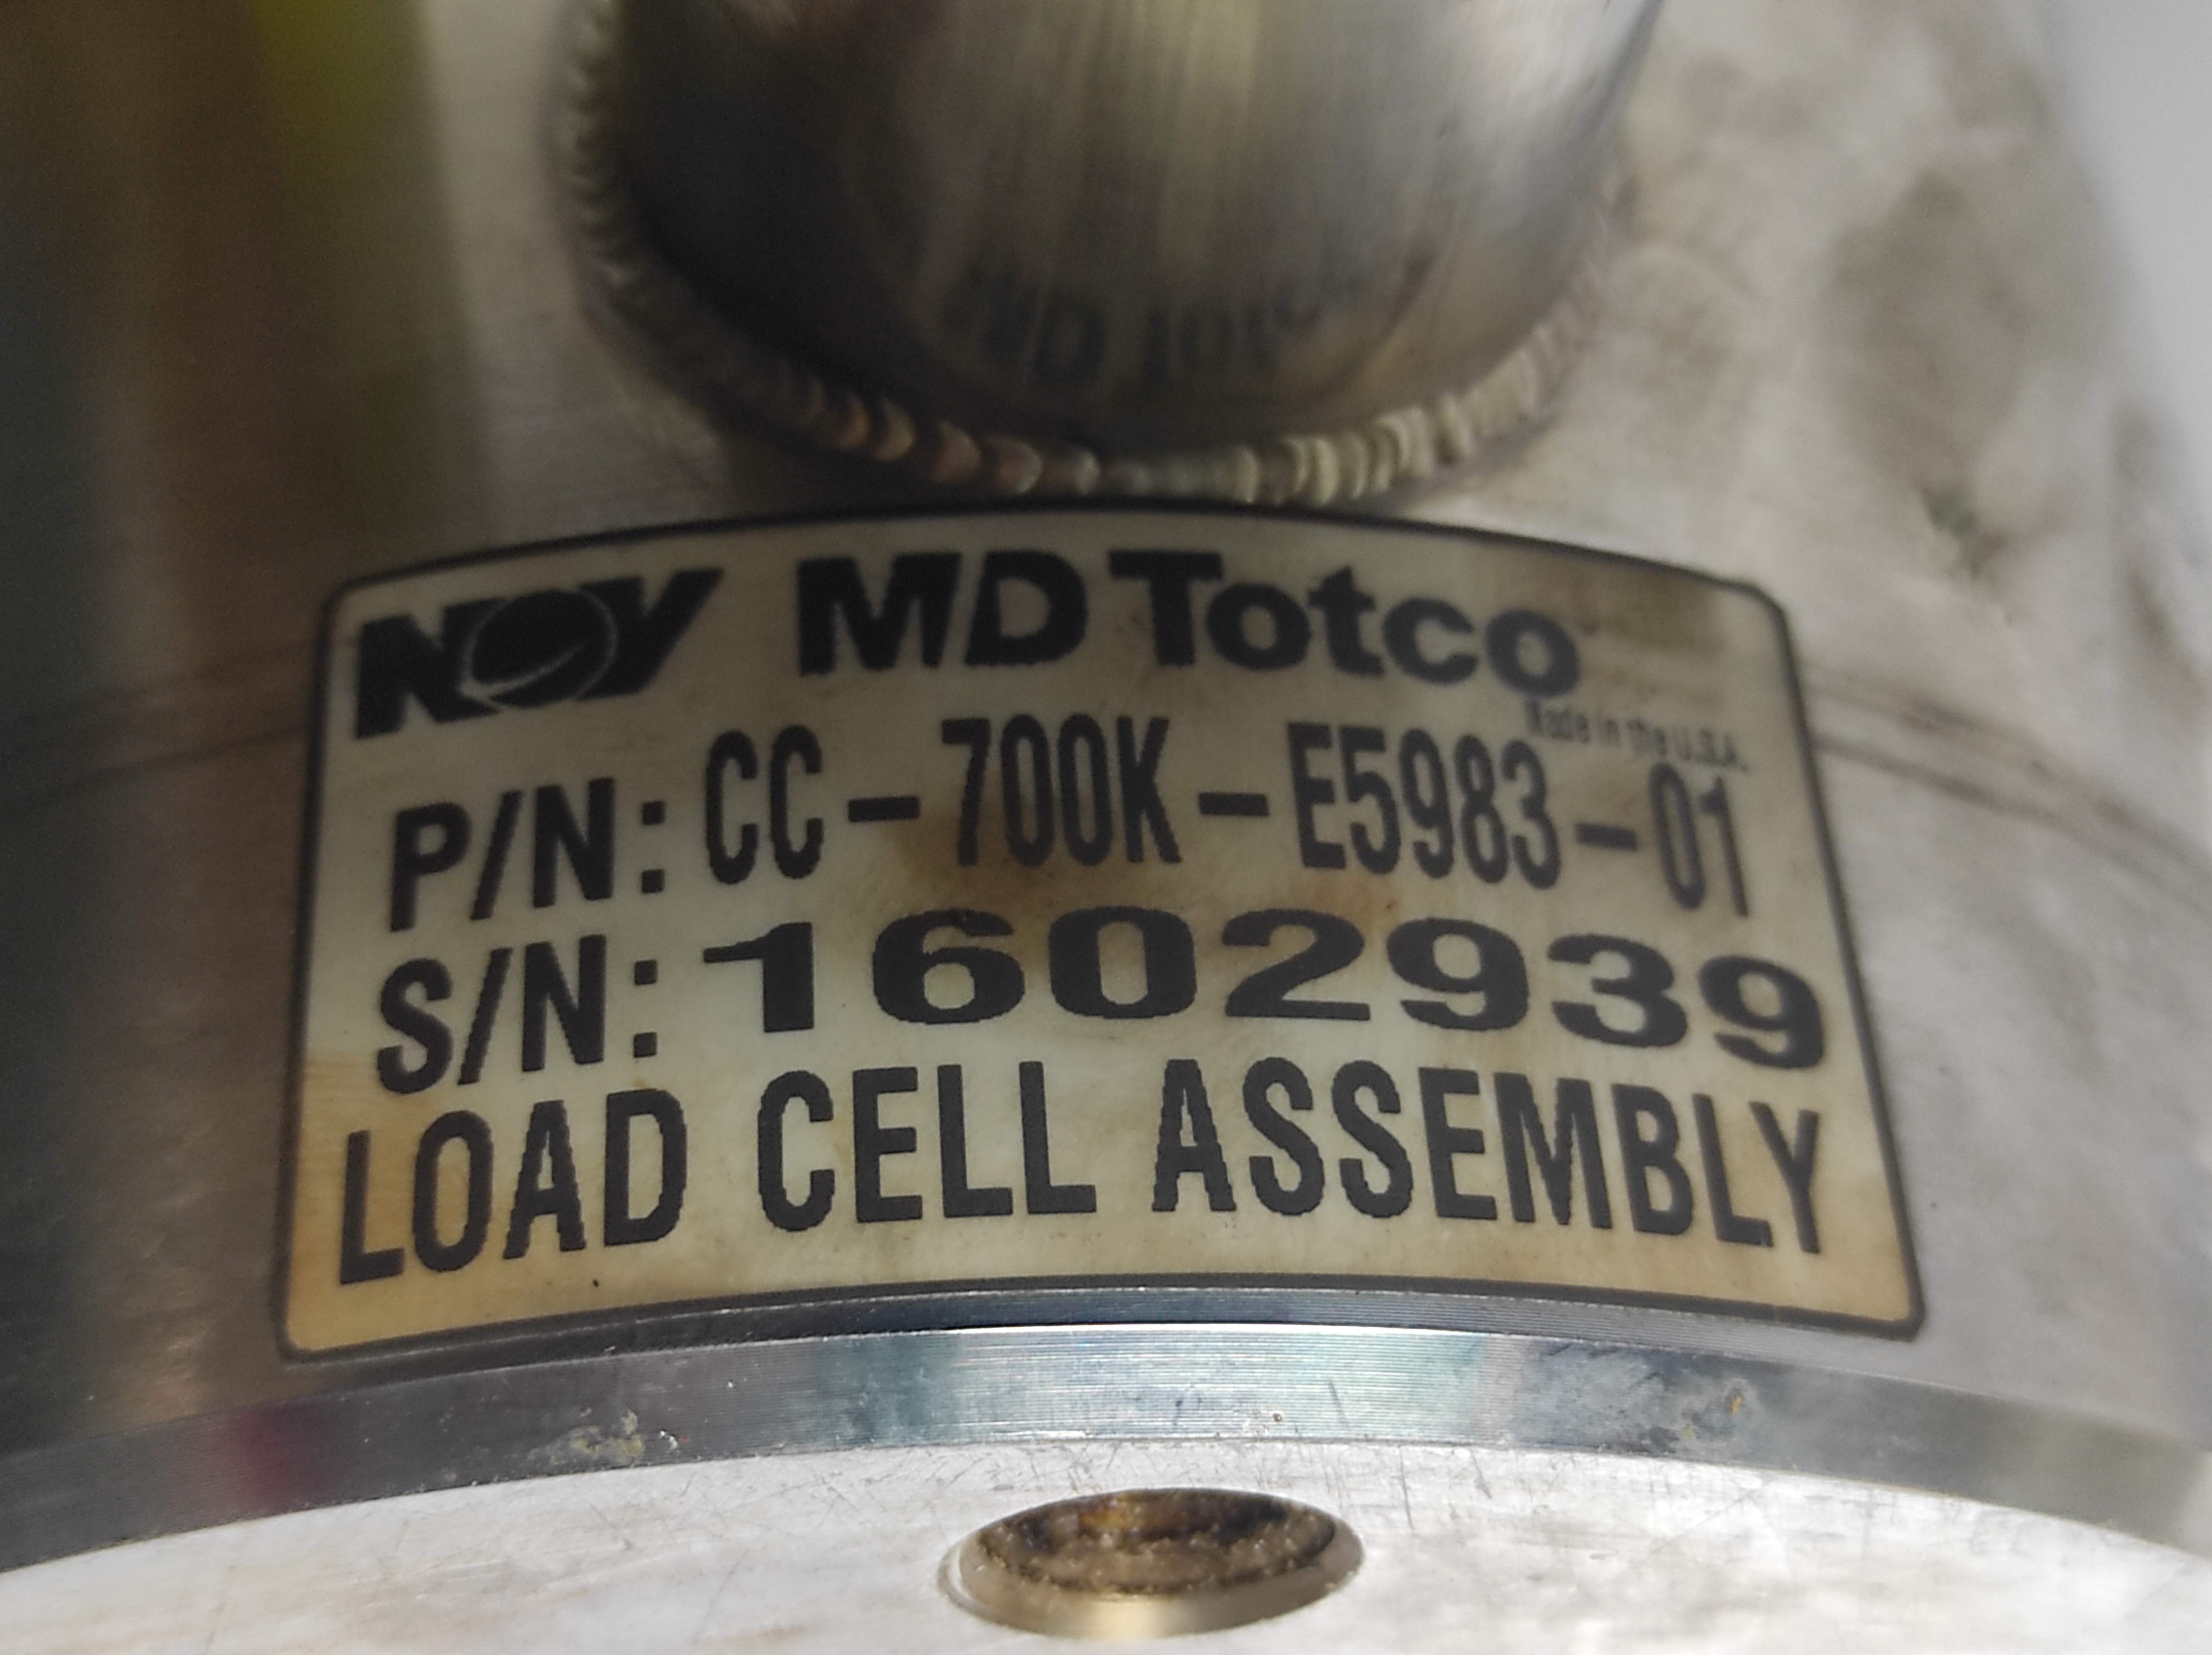 NOV MD Totco
Made in the U.S.A.
P/N: CC-700K-E5983-01
S/N: 1602939
LOAD CELL ASSEMBLY